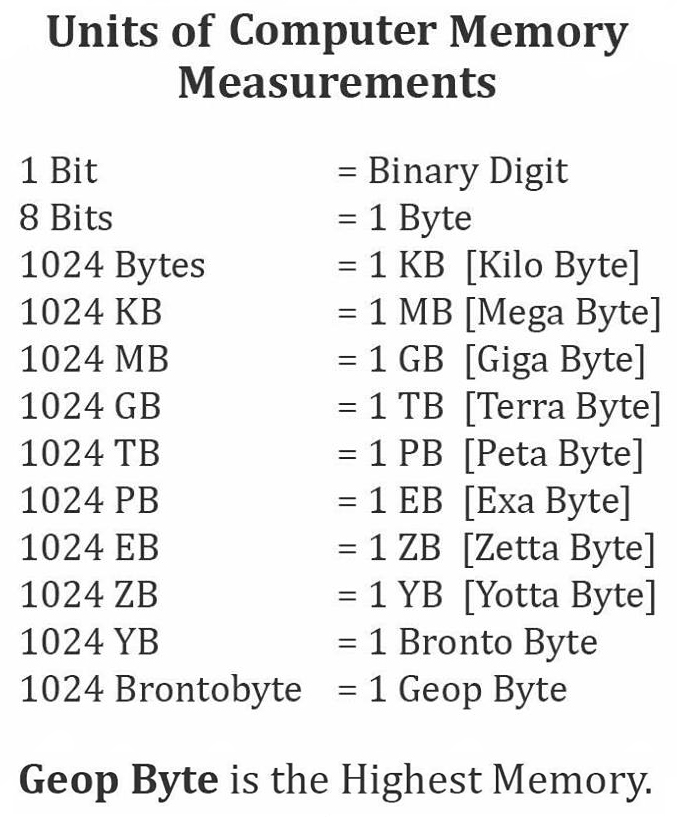 Units of Computer Memory
Measurements
1 Bit = Binary Digit
8 Bits = 1 Byte
1024 Bytes = 1 KB [Kilo Byte]
1024 KB = 1 MB [Mega Byte]
1024 MB = 1 GB [Giga Byte]
1024 GB = 1 TB [Terra Byte]
1024 TB = 1 PB [Peta Byte]
1024 PB = 1 EB [Exa Byte]
1024 EB = 1 ZB [Zetta Byte]
1024 ZB = 1 YB [Yotta Byte]
1024 YB = 1 Bronto Byte
1024 Brontobyte = 1 Geop Byte
Geop Byte is the Highest Memory.